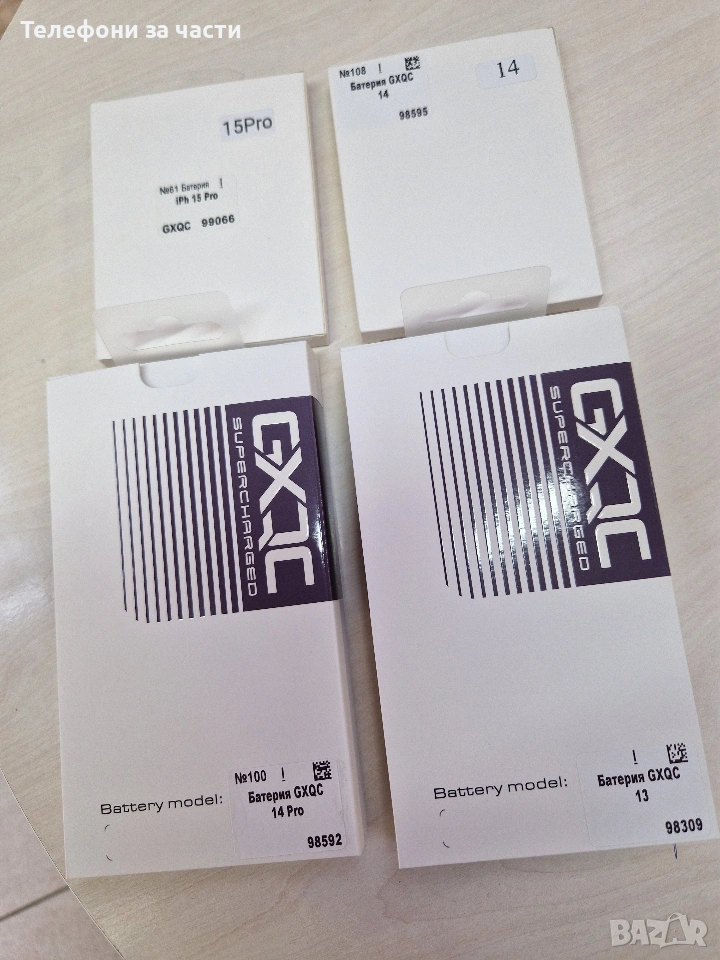 Телефони за части
15Pro
№61 Батерия |
iPh 15 Pro
GXQC 99066
№108 |
Батерия GXQC
14
98595
14
GXQC
SUPERCHARGED
Battery model:
№100 !
Батерия GXQC
14 Pro
98592
GXQC
SUPERCHARGED
Battery model:
!
Батерия GXQC
13
98309
BAZAR